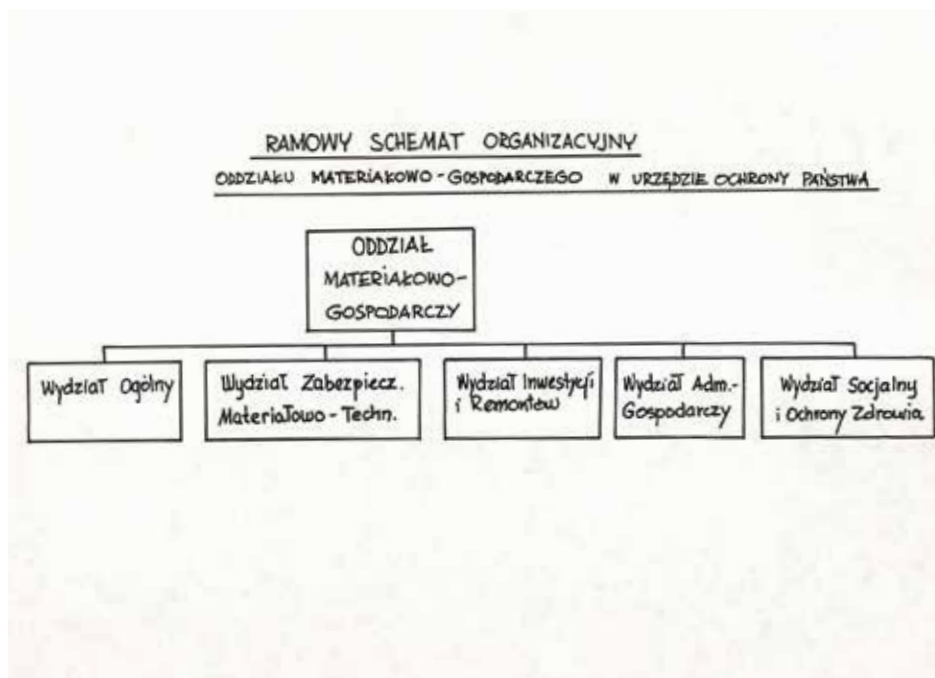 RAMOWY SCHEMAT ORGANIZACYJNY
ODDZIAŁU MATERIAŁOWO-GOSPODARCZEGO W URZĘDZIE OCHRONY PAŃSTWA
ODDZIAŁ
MATERIAŁOWO-
GOSPODARCZY
Wydział Ogólny
Wydział Zabezpiecz.
Materiałowo-Techn.
Wydział Inwestycji
i Remontów
Wydział Adm.-
Gospodarczy
Wydział Socjalny
i Ochrony Zdrowia